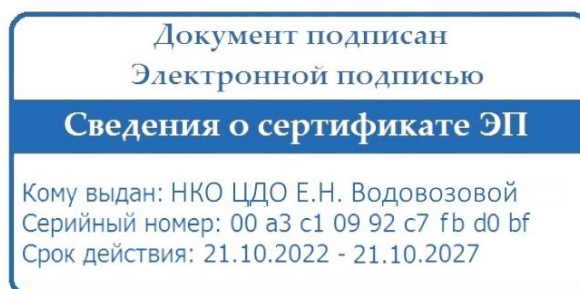 Документ подписан
Электронной подписью
Сведения о сертификате ЭП
Кому выдан: НКО ЦДО Е.Н. Водовозовой
Серийный номер: 00 a3 c1 09 92 c7 fb d0 bf
Срок действия: 21.10.2022 - 21.10.2027